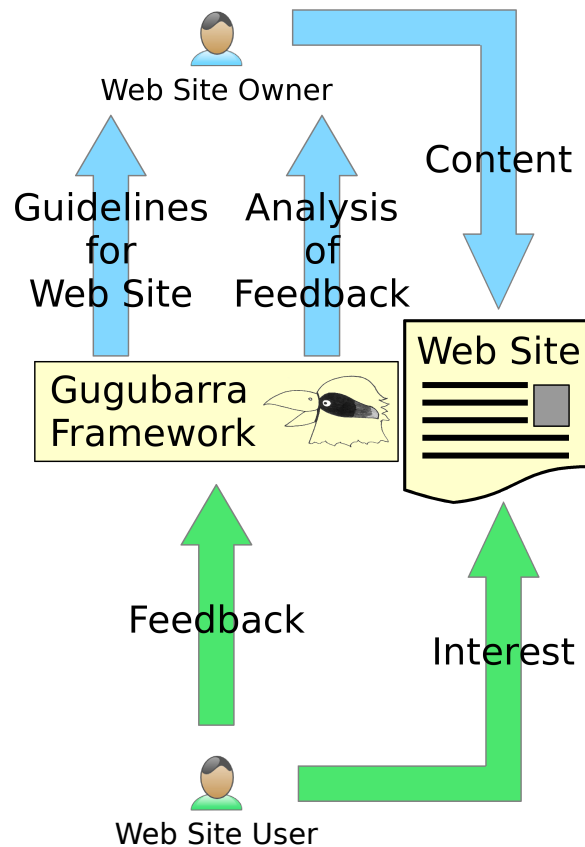 Web Site Owner
Content
Guidelines
for
Web Site
Analysis
of
Feedback
Web Site
Gugubarra
Framework
Feedback
Interest
Web Site User